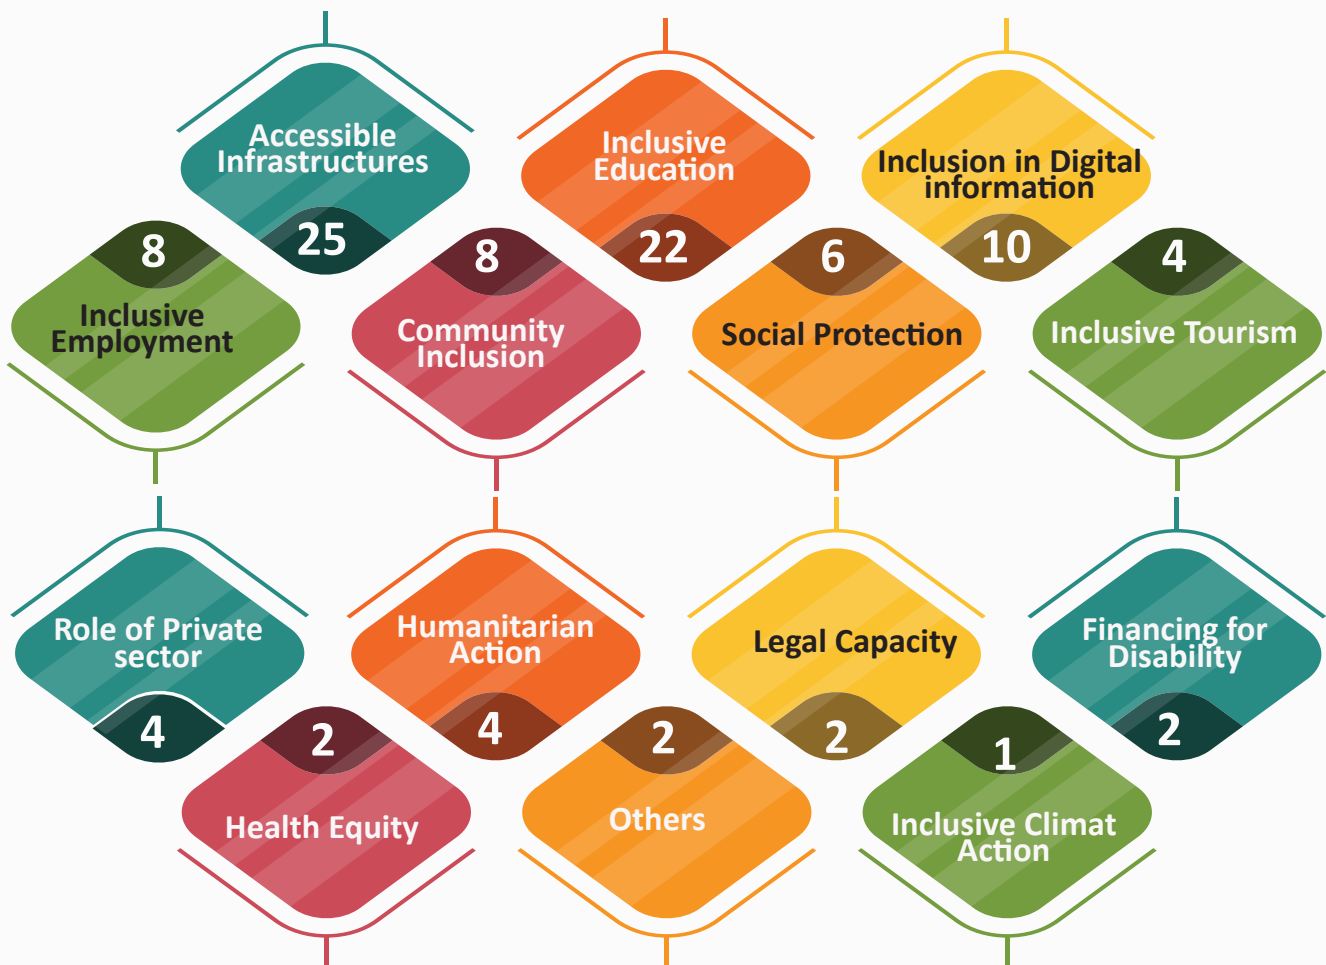 Accessible
Infrastructures
25
Inclusive
Education
22
Inclusion in Digital
information
10
8
Inclusive
Employment
8
Community
Inclusion
6
Social Protection
4
Inclusive Tourism
Role of Private
sector
4
Humanitarian
Action
4
Legal Capacity
2
Financing for
Disability
2
2
Health Equity
2
Others
1
Inclusive Climat
Action